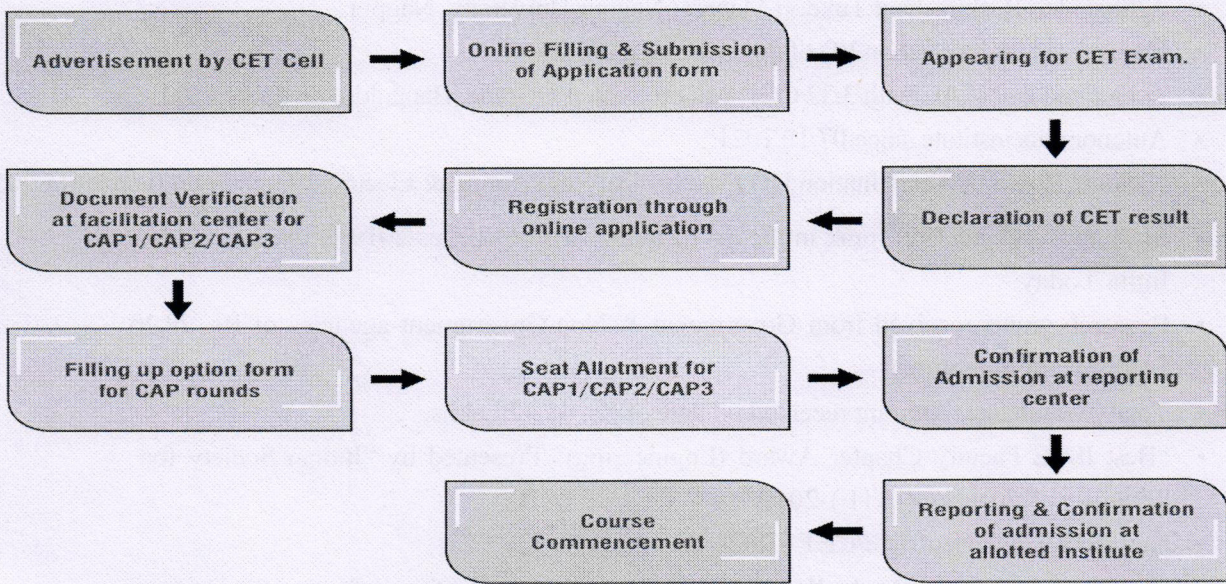 Advertisement by CET Cell
Online Filling & Submission
of Application form
Appearing for CET Exam.
Declaration of CET result
Registration through
online application
Document Verification
at facilitation center for
CAP1/CAP2/CAP3
Filling up option form
for CAP rounds
Seat Allotment for
CAP1/CAP2/CAP3
Confirmation of
Admission at reporting
center
Reporting & Confirmation
of admission at
allotted Institute
Course
Commencement